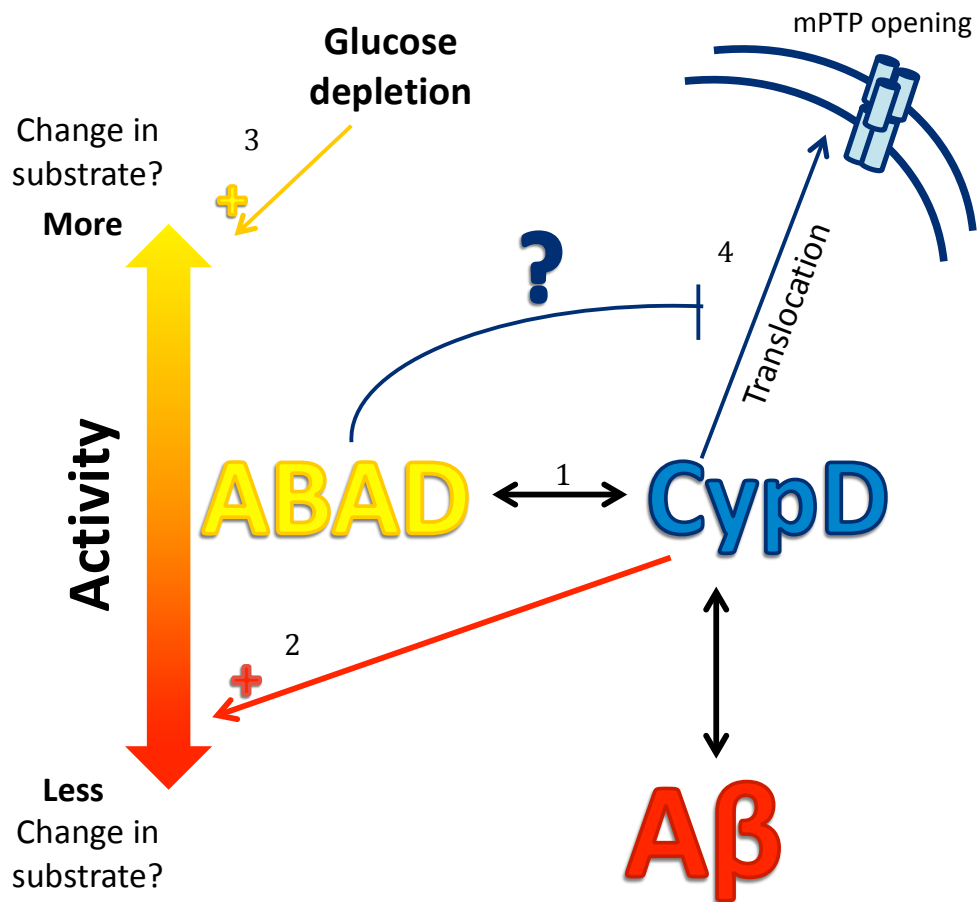 mPTP opening
Glucose
depletion
Change in
substrate?
More
3
+
?
4
Translocation
Activity
ABAD
1
CypD
2
+
Less
Change in
substrate?
Aβ